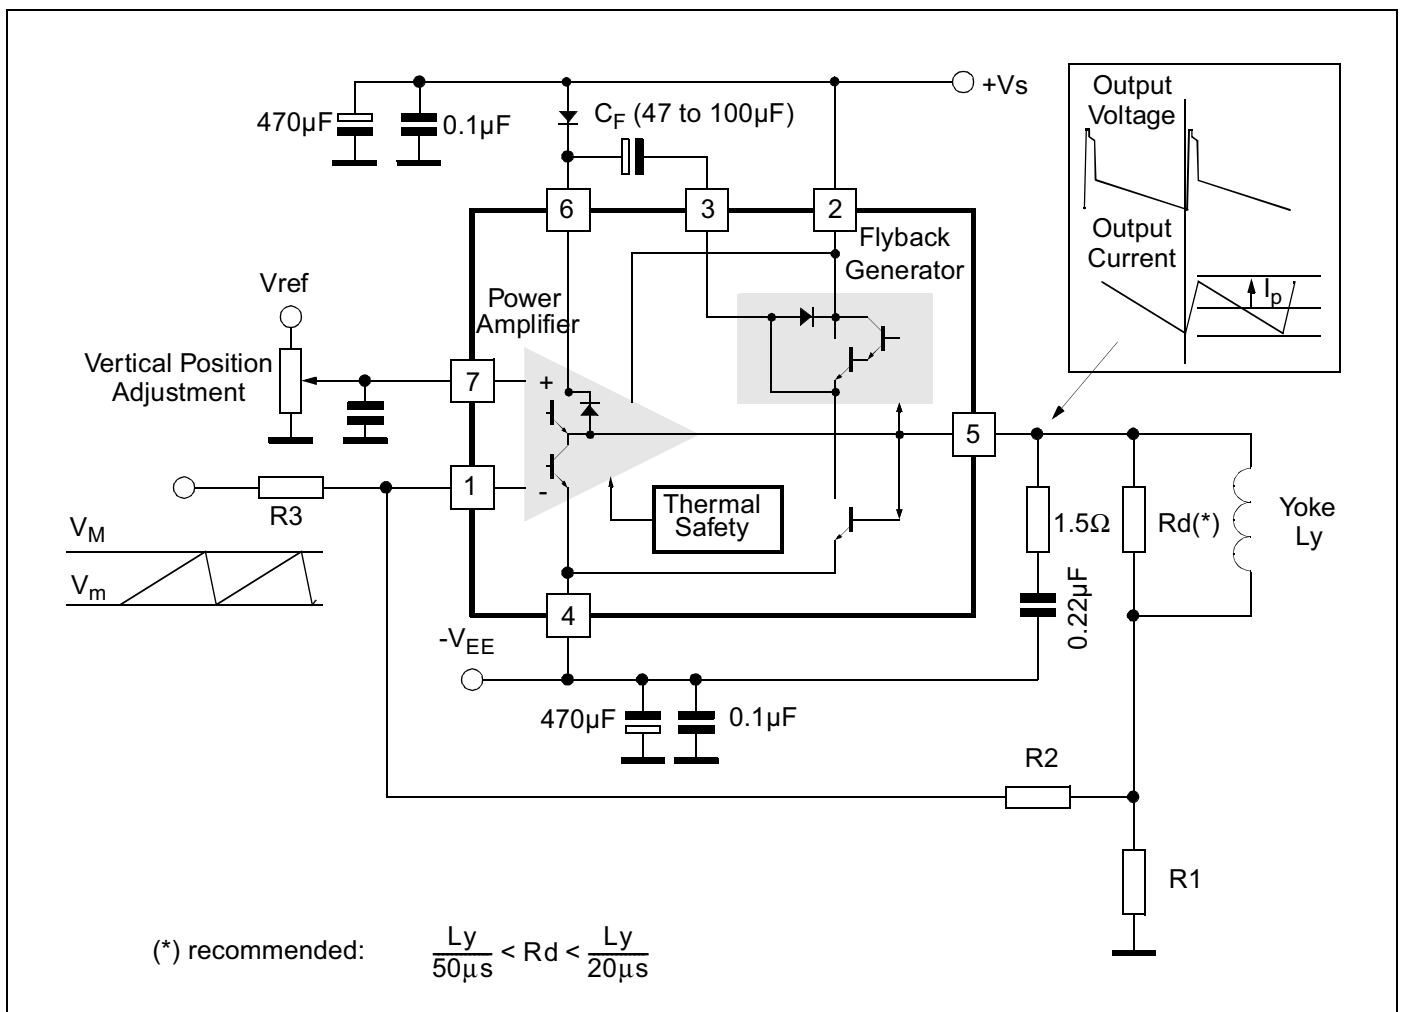 +Vs
470µF
0.1µF
C_F (47 to 100µF)
Output
Voltage
Output
Current
I_p
6
3
2
Flyback
Generator
Vref
Power
Amplifier
Vertical Position
Adjustment
7
+
5
1
-
R3
Thermal
Safety
V_M
V_m
1.5Ω
Rd(*)
Yoke
Ly
0.22µF
4
-V_EE
470µF
0.1µF
R2
R1
(*) recommended: Ly/50µs < Rd < Ly/20µs